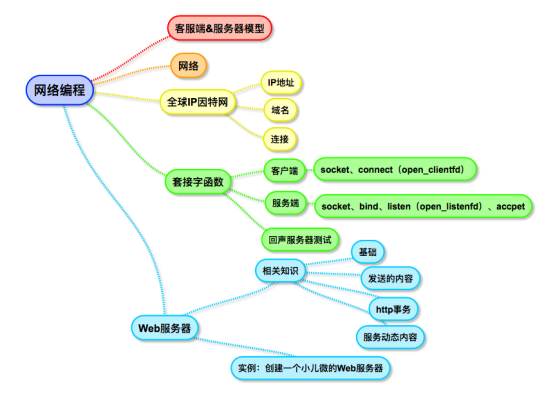 网络编程
客服端&服务器模型
网络
全球IP因特网
IP地址
域名
连接
套接字函数
客户端
socket、connect（open_clientfd）
服务端
socket、bind、listen（open_listenfd）、accpet
回声服务器测试
Web服务器
相关知识
基础
发送的内容
http事务
服务动态内容
实例：创建一个小儿微的Web服务器